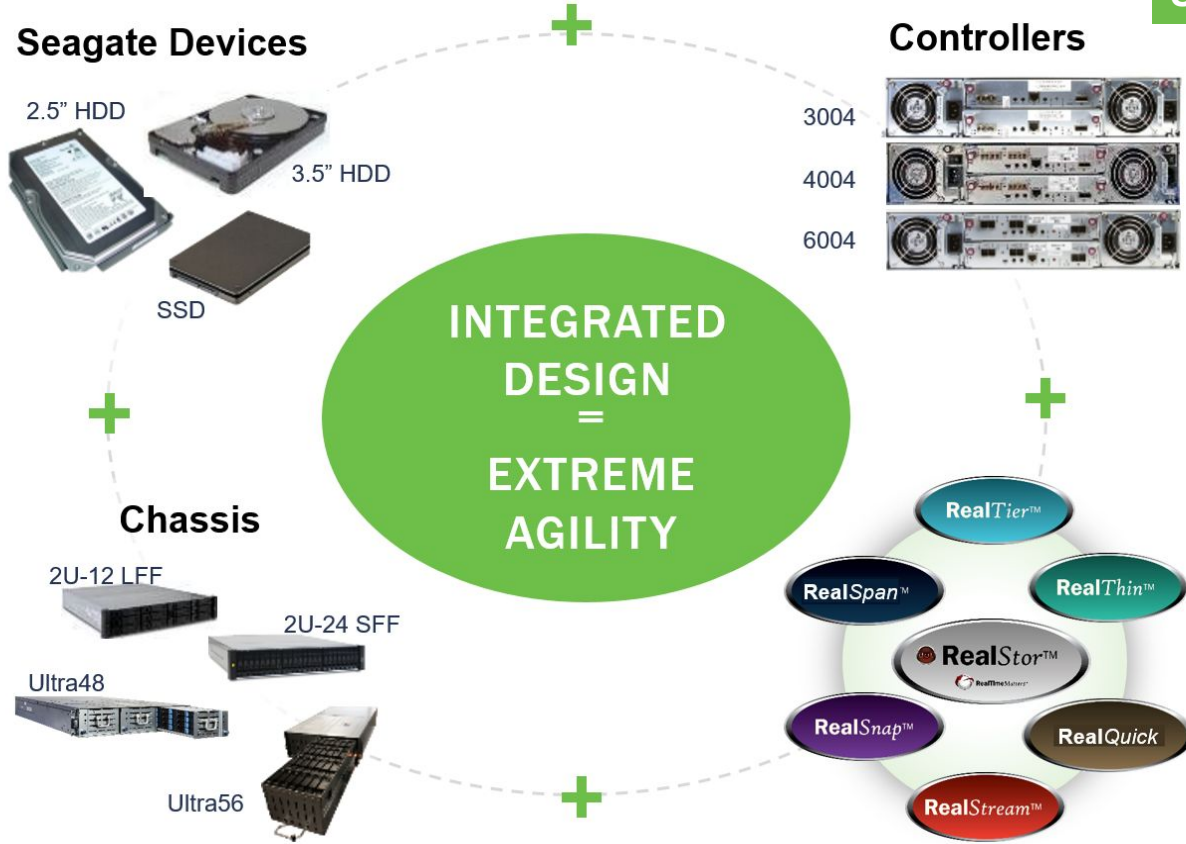 Seagate Devices
2.5” HDD
3.5” HDD
SSD
Controllers
3004
4004
6004
INTEGRATED
DESIGN
=
EXTREME
AGILITY
Chassis
2U-12 LFF
2U-24 SFF
Ultra48
Ultra56
RealTier™
RealSpan™
RealThin™
RealStor™
RealTimeMatters™
RealSnap™
RealQuick
RealStream™